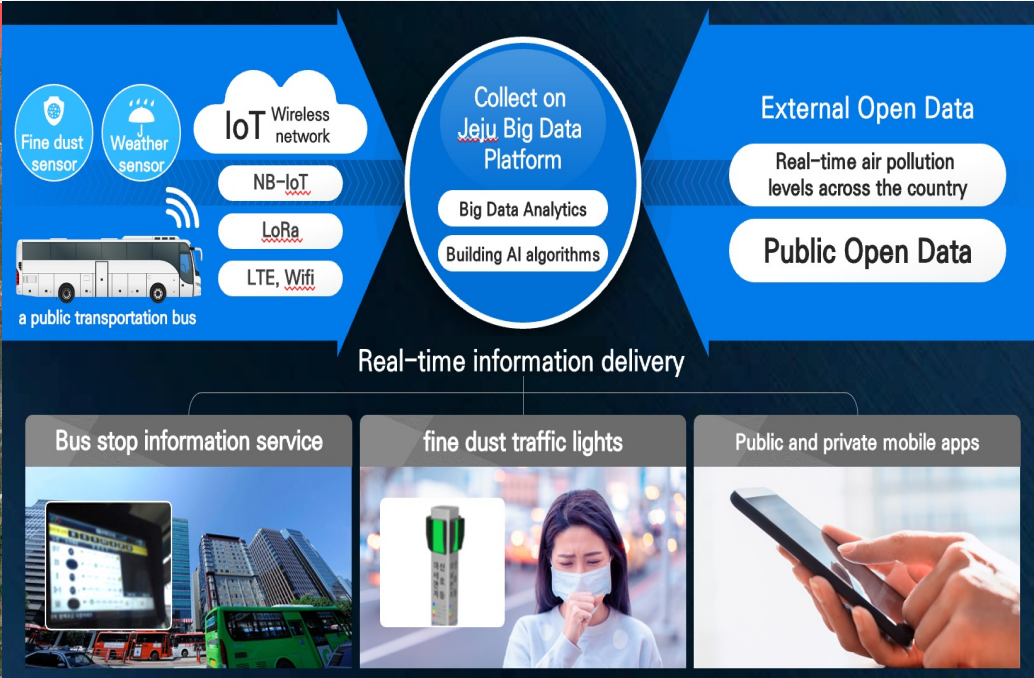 Fine dust
sensor
Weather
sensor
IoT Wireless
network
NB-IoT
LoRa
LTE, Wifi
a public transportation bus
Collect on
Jeju Big Data
Platform
Big Data Analytics
Building AI algorithms
External Open Data
Real-time air pollution
levels across the country
Public Open Data
Real-time information delivery
Bus stop information service
fine dust traffic lights
Public and private mobile apps